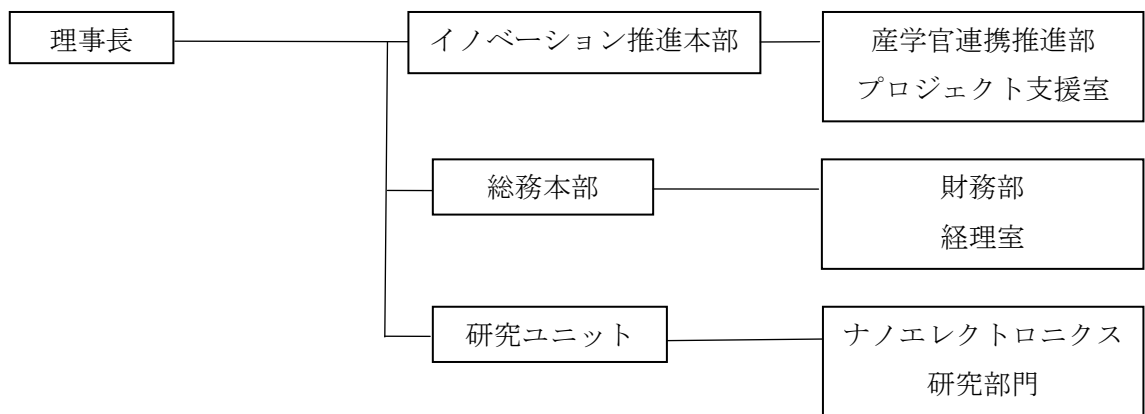 理事長
イノベーション推進本部
産学官連携推進部
プロジェクト支援室
総務本部
財務部
経理室
研究ユニット
ナノエレクトロニクス
研究部門